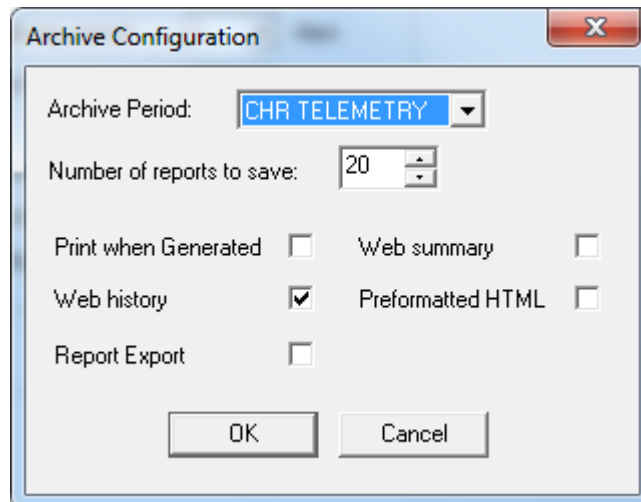 Archive Configuration
Archive Period: CHR TELEMETRY
Number of reports to save: 20
Print when Generated Web summary
Web history Preformatted HTML
Report Export
OK Cancel